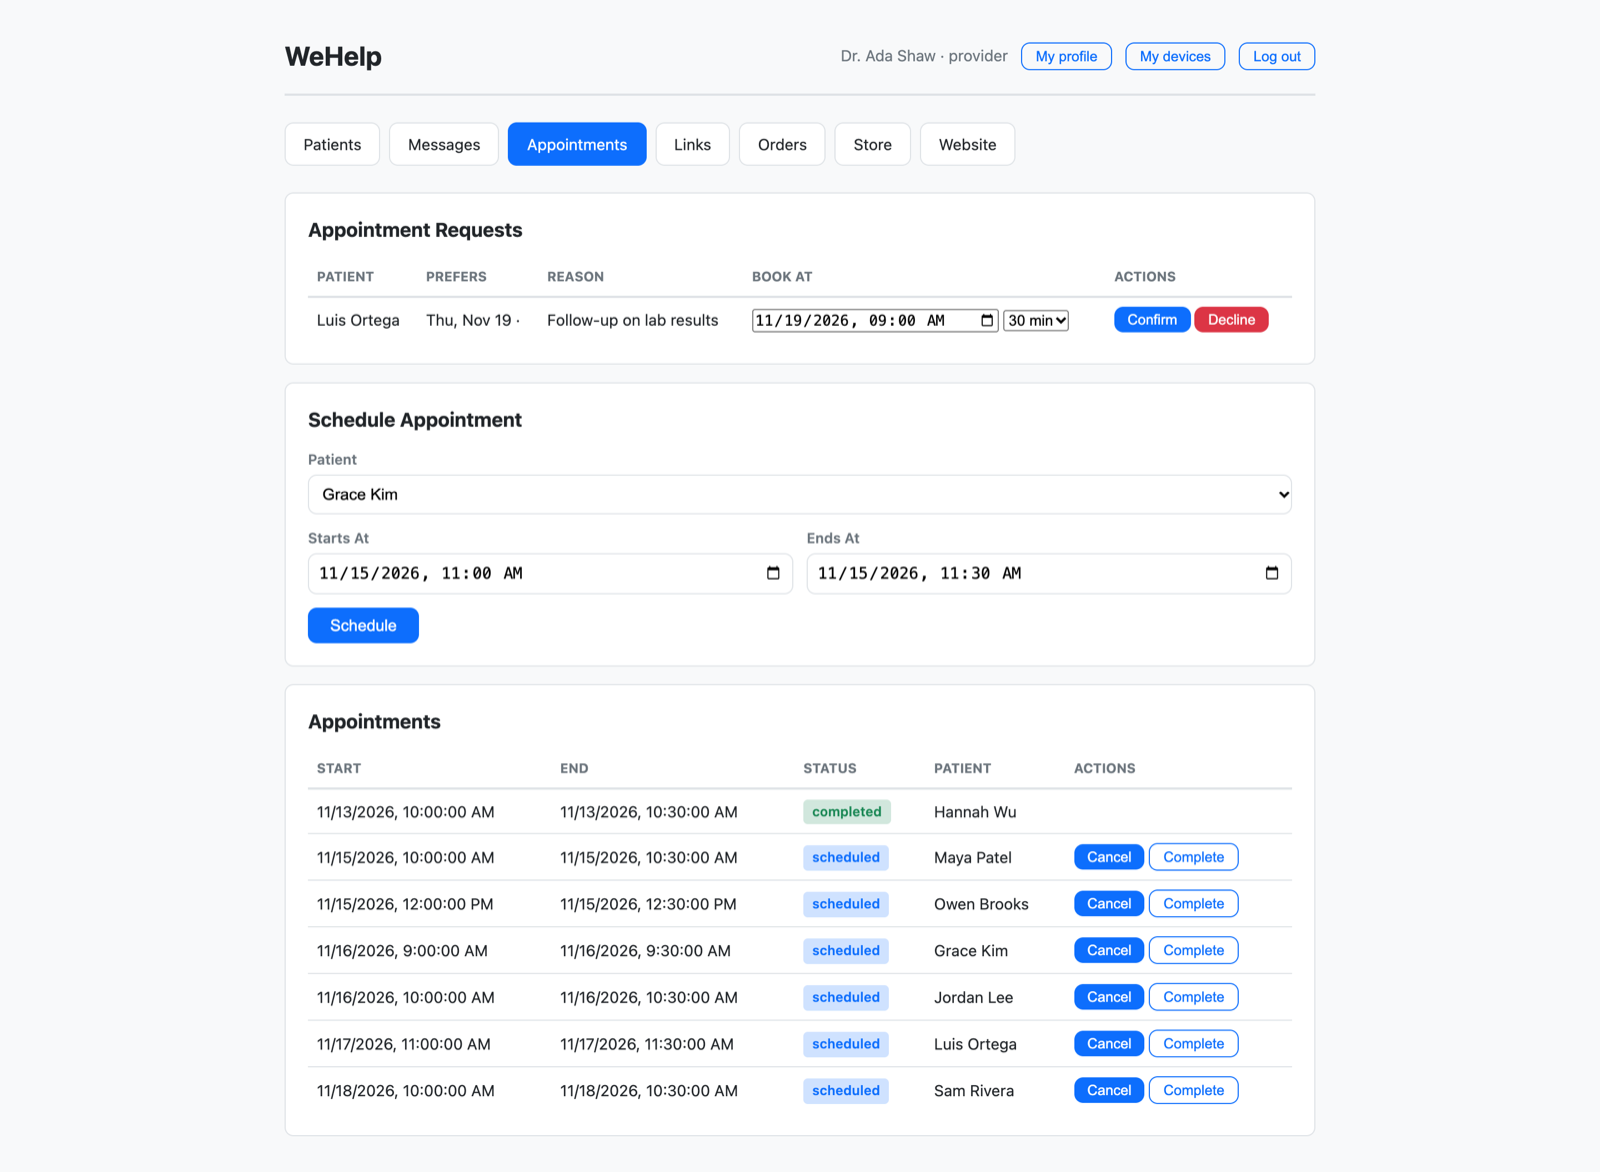 WeHelp
Dr. Ada Shaw · provider My profile My devices Log out
Patients Messages Appointments Links Orders Store Website
Appointment Requests
PATIENT PREFERS REASON BOOK AT ACTIONS
Luis Ortega Thu, Nov 19 · Follow-up on lab results 11/19/2026, 09:00 AM 30 min Confirm Decline
Schedule Appointment
Patient
Grace Kim
Starts At Ends At
11/15/2026, 11:00 AM 11/15/2026, 11:30 AM
Schedule
Appointments
START END STATUS PATIENT ACTIONS
11/13/2026, 10:00:00 AM 11/13/2026, 10:30:00 AM completed Hannah Wu
11/15/2026, 10:00:00 AM 11/15/2026, 10:30:00 AM scheduled Maya Patel Cancel Complete
11/15/2026, 12:00:00 PM 11/15/2026, 12:30:00 PM scheduled Owen Brooks Cancel Complete
11/16/2026, 9:00:00 AM 11/16/2026, 9:30:00 AM scheduled Grace Kim Cancel Complete
11/16/2026, 10:00:00 AM 11/16/2026, 10:30:00 AM scheduled Jordan Lee Cancel Complete
11/17/2026, 11:00:00 AM 11/17/2026, 11:30:00 AM scheduled Luis Ortega Cancel Complete
11/18/2026, 10:00:00 AM 11/18/2026, 10:30:00 AM scheduled Sam Rivera Cancel Complete